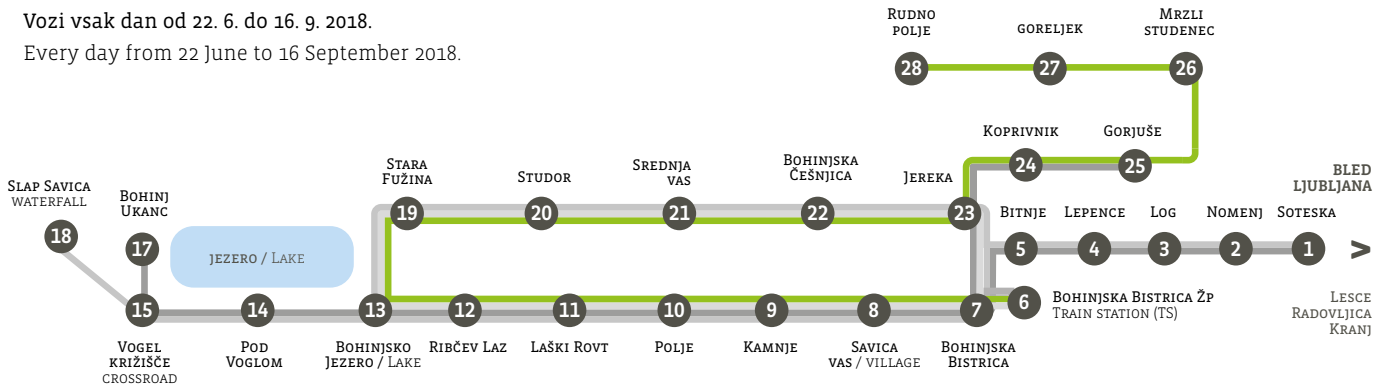 Vozi vsak dan od 22. 6. do 16. 9. 2018.
Every day from 22 June to 16 September 2018.
Rudno
polje
Goreljek
Mrzli
studenec
28
27
26
Koprivnik
Gorjuše
24
25
Stara
Fužina
Studor
Srednja
vas
Bohinjska
Češnjica
Jereka
19
20
21
22
23
BLED
LJUBLJANA
Slap Savica
waterfall
Bohinj
Ukanc
18
17
jezero / Lake
Bitnje
Lepence
Log
Nomenj
Soteska
5
4
3
2
1
>
15
14
13
12
11
10
9
8
7
6
Bohinjska Bistrica ŽP
Train station (TS)
Lesce
Radovljica
Kranj
Vogel
križišče
crossroad
Pod
Voglom
Bohinjsko
jezero / Lake
Ribčev Laz
Laški Rovt
Polje
Kamnje
Savica
vas / village
Bohinjska
Bistrica